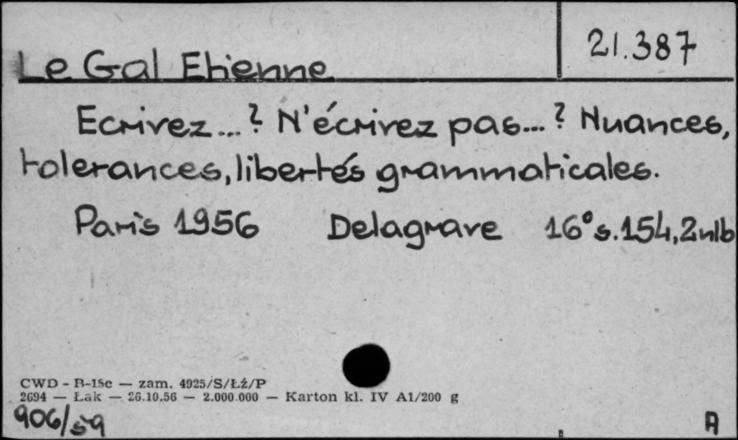 21.387
Le Gal Etienne
Ecrivez...? N'écrivez pas...? Nuances,
tolerances, libertés grammaticales.
Paris 1956 Delagrave 16° s.154, 2nlb
CWD - B-15c — zam. 4925/S/Łź/P
2694 — Łak — 26.10.56 — 2.000.000 — Karton kl. IV A1/200 g
906/59
A